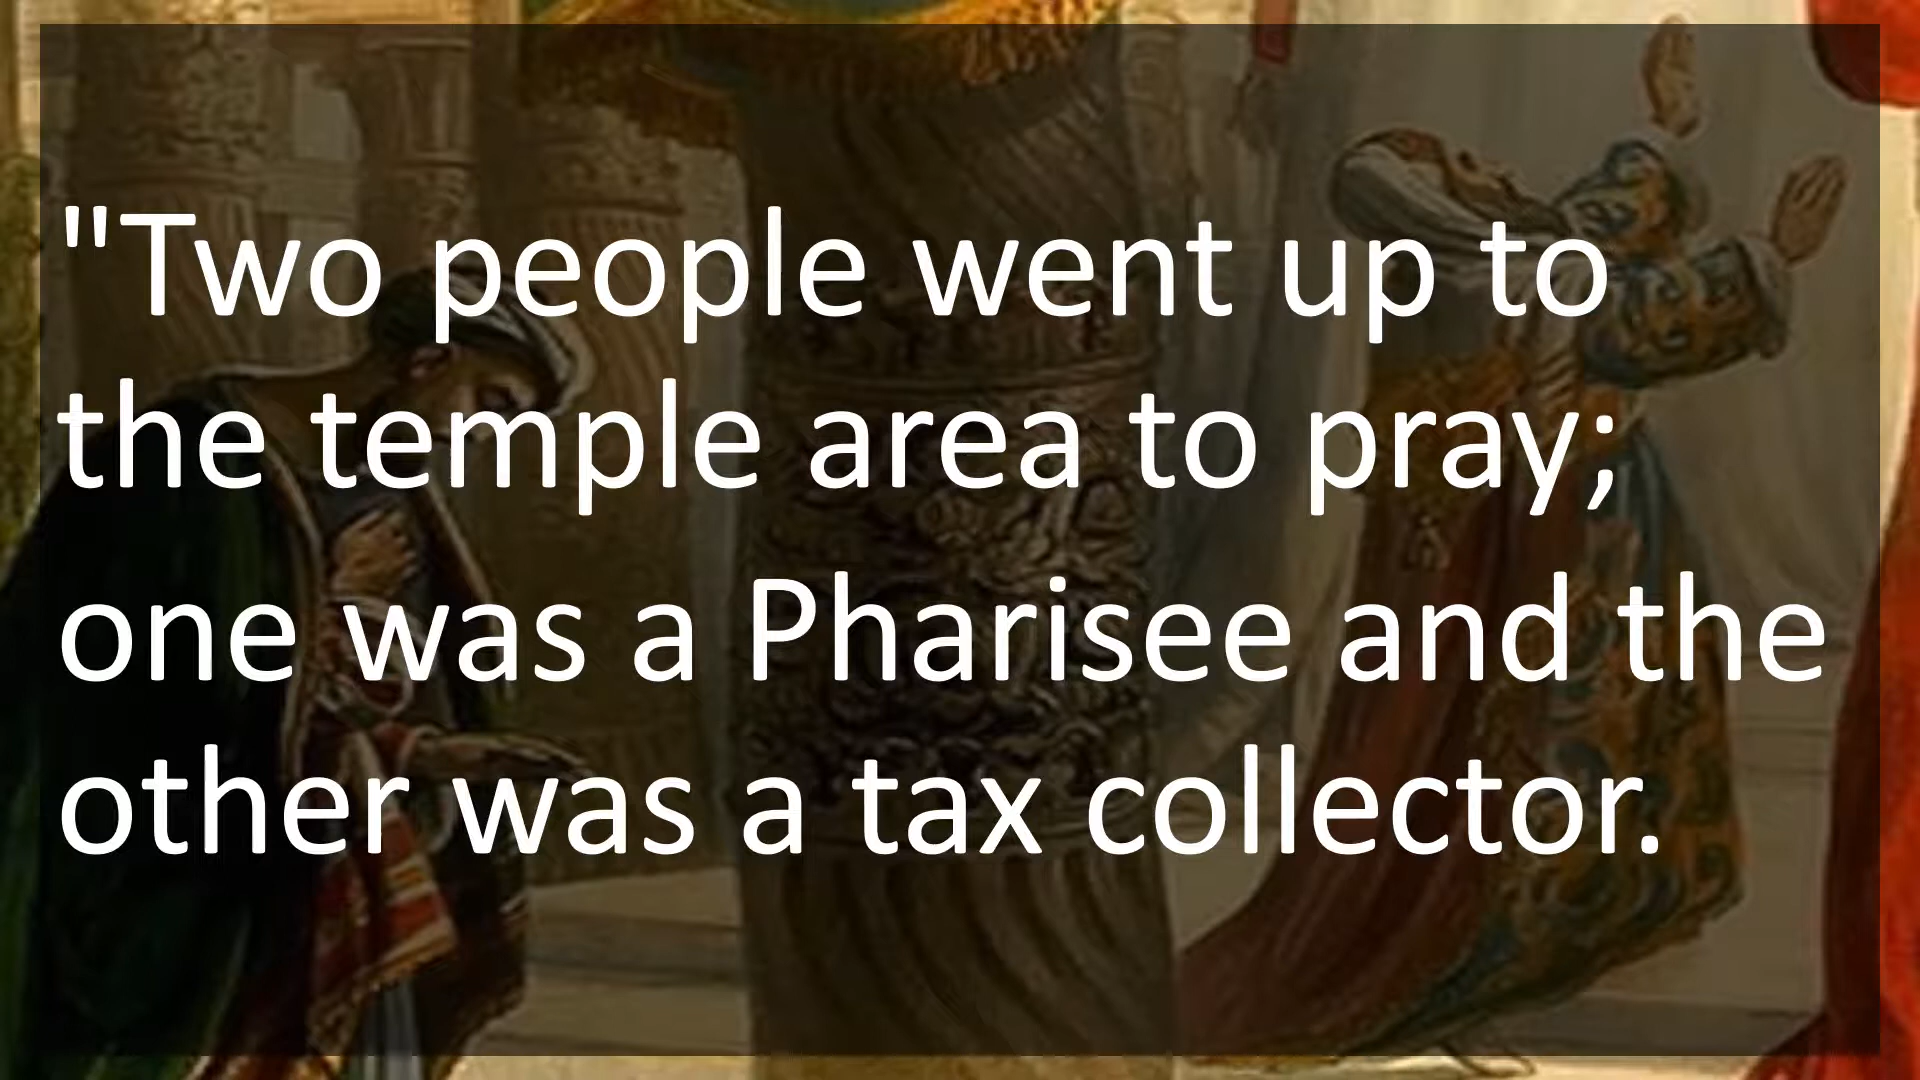 "Two people went up to
the temple area to pray;
one was a Pharisee and the
other was a tax collector.